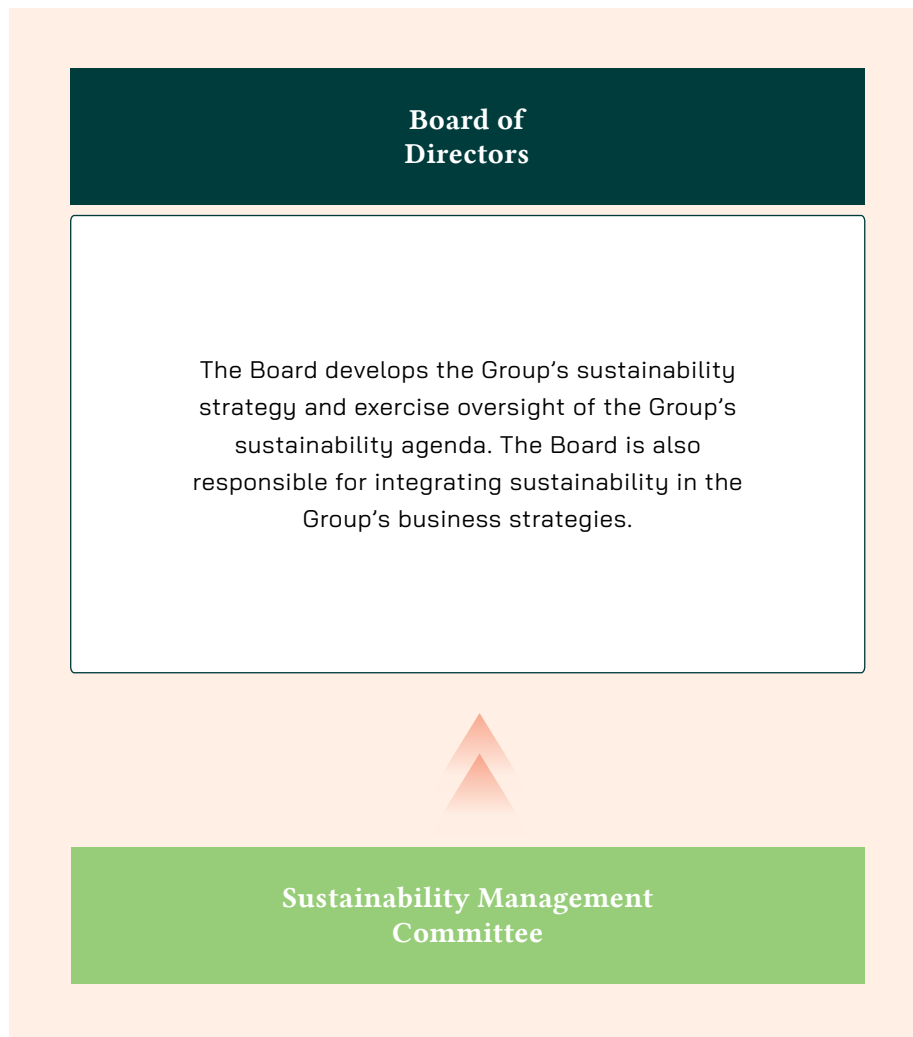 Board of
Directors
The Board develops the Group’s sustainability
strategy and exercise oversight of the Group’s
sustainability agenda. The Board is also
responsible for integrating sustainability in the
Group’s business strategies.
Sustainability Management
Committee